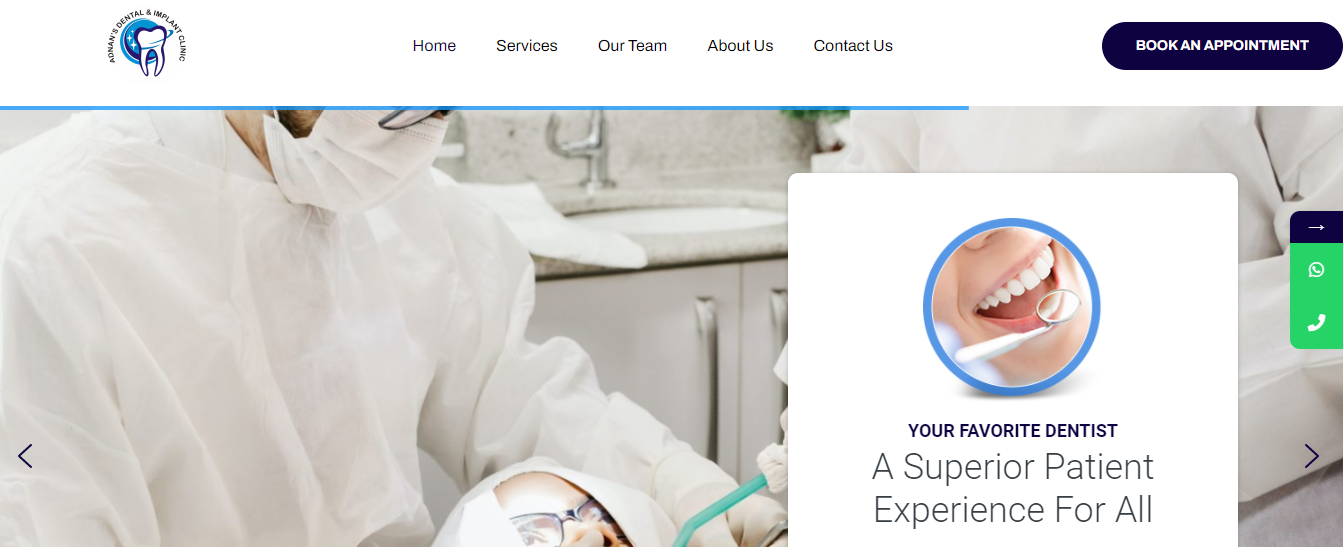 ADNAN'S DENTAL & IMPLANT CLINIC
Home
Services
Our Team
About Us
Contact Us
BOOK AN APPOINTMENT
YOUR FAVORITE DENTIST
A Superior Patient
Experience For All